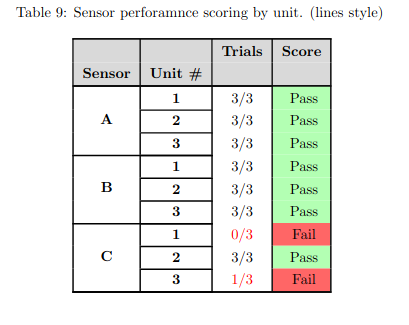 Table 9: Sensor perforamnce scoring by unit. (lines style)
Trials Score
Sensor Unit #
1 3/3 Pass
A 2 3/3 Pass
3 3/3 Pass
1 3/3 Pass
B 2 3/3 Pass
3 3/3 Pass
1 0/3 Fail
C 2 3/3 Pass
3 1/3 Fail